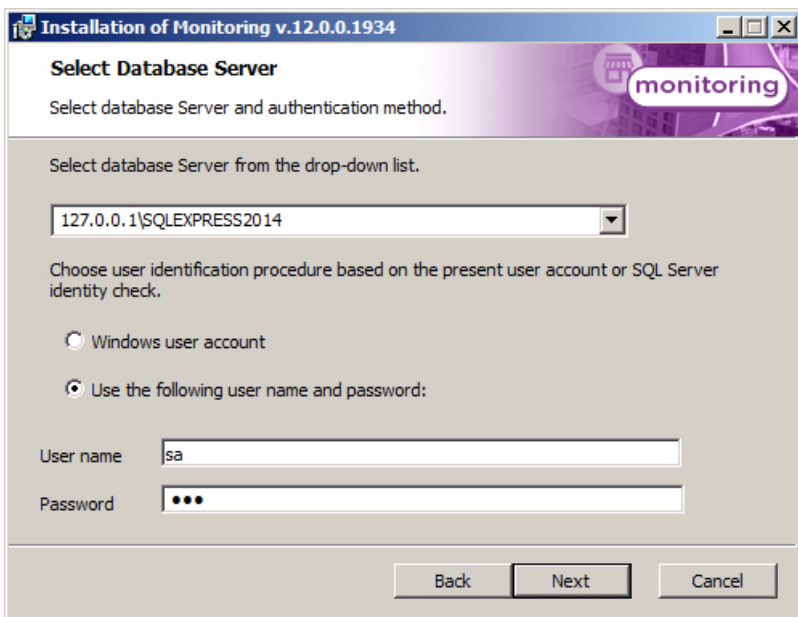 Installation of Monitoring v.12.0.0.1934
Select Database Server
Select database Server and authentication method.
monitoring
Select database Server from the drop-down list.
127.0.0.1\SQLEXPRESS2014
Choose user identification procedure based on the present user account or SQL Server
identity check.
Windows user account
Use the following user name and password:
User name
sa
Password
•••
Back Next Cancel